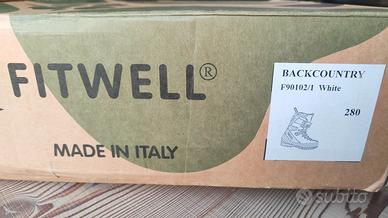 FITWELL®
MADE IN ITALY
BACKCOUNTRY
F90102/1 White
280
subito